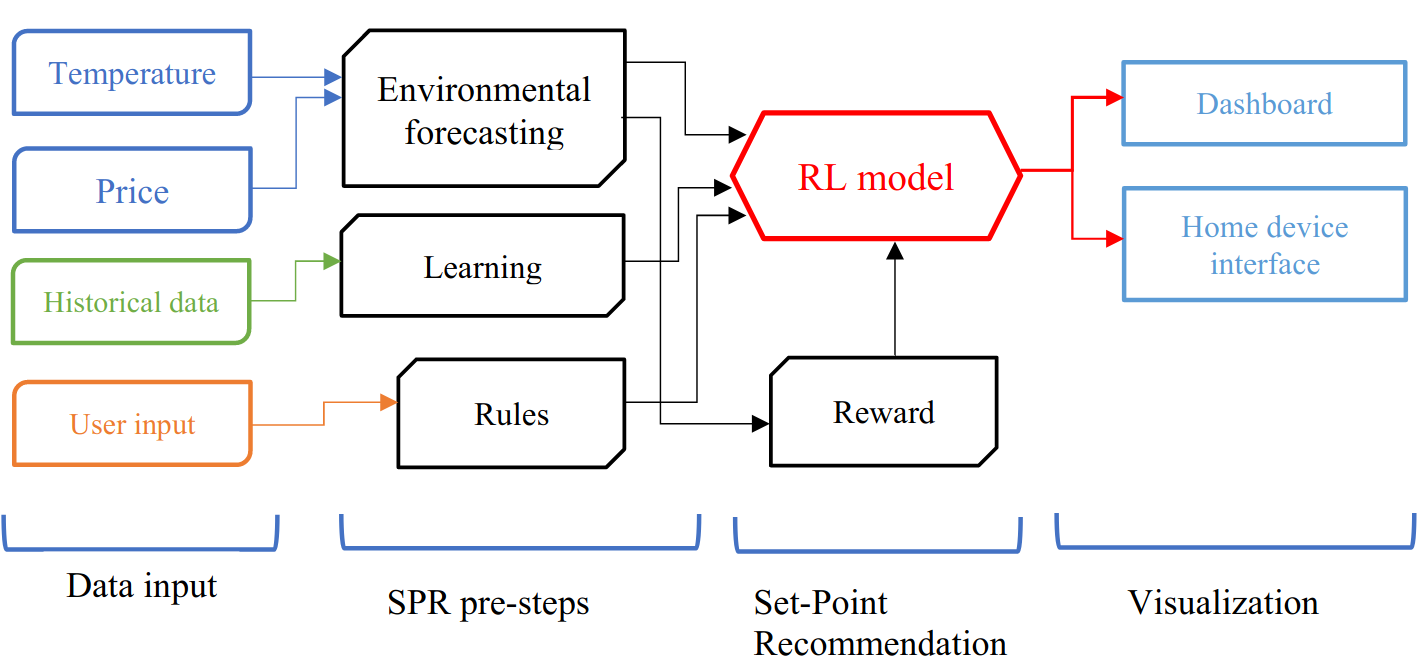 Temperature
Price
Historical data
User input
Environmental
forecasting
Learning
Rules
RL model
Reward
Dashboard
Home device
interface
Data input
SPR pre-steps
Set-Point
Recommendation
Visualization